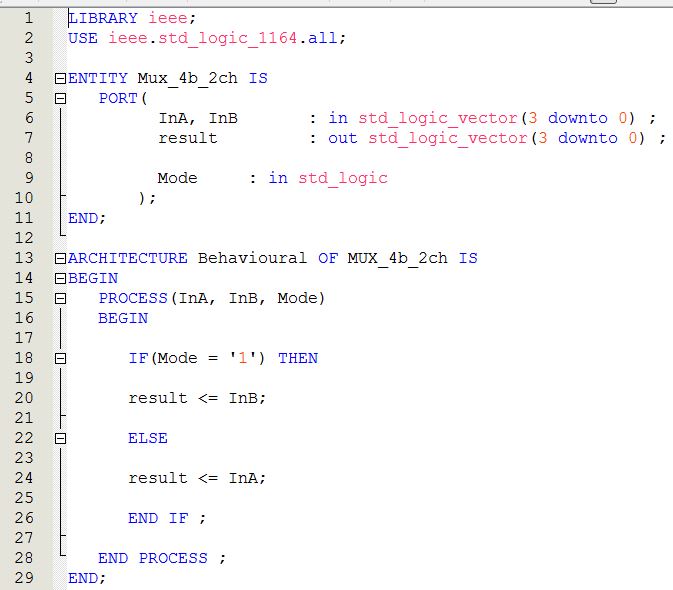 1 LIBRARY ieee;
2 USE ieee.std_logic_1164.all;
3
4 ENTITY Mux_4b_2ch IS
5 PORT(
6 InA, InB : in std_logic_vector(3 downto 0) ;
7 result : out std_logic_vector(3 downto 0) ;
8
9 Mode : in std_logic
10 );
11 END;
12
13 ARCHITECTURE Behavioural OF MUX_4b_2ch IS
14 BEGIN
15 PROCESS(InA, InB, Mode)
16 BEGIN
17
18 IF(Mode = '1') THEN
19
20 result <= InB;
21
22 ELSE
23
24 result <= InA;
25
26 END IF ;
27
28 END PROCESS ;
29 END;